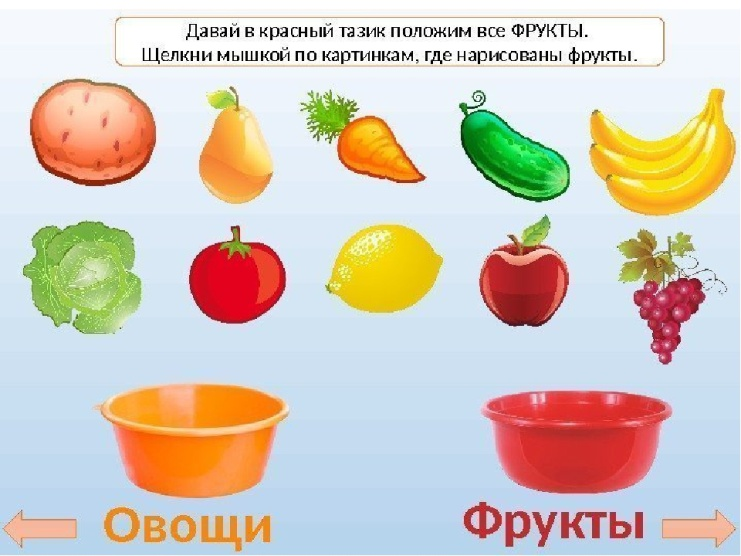 Давай в красный тазик положим все ФРУКТЫ.
Щелкни мышкой по картинкам, где нарисованы фрукты.
Овощи
Фрукты